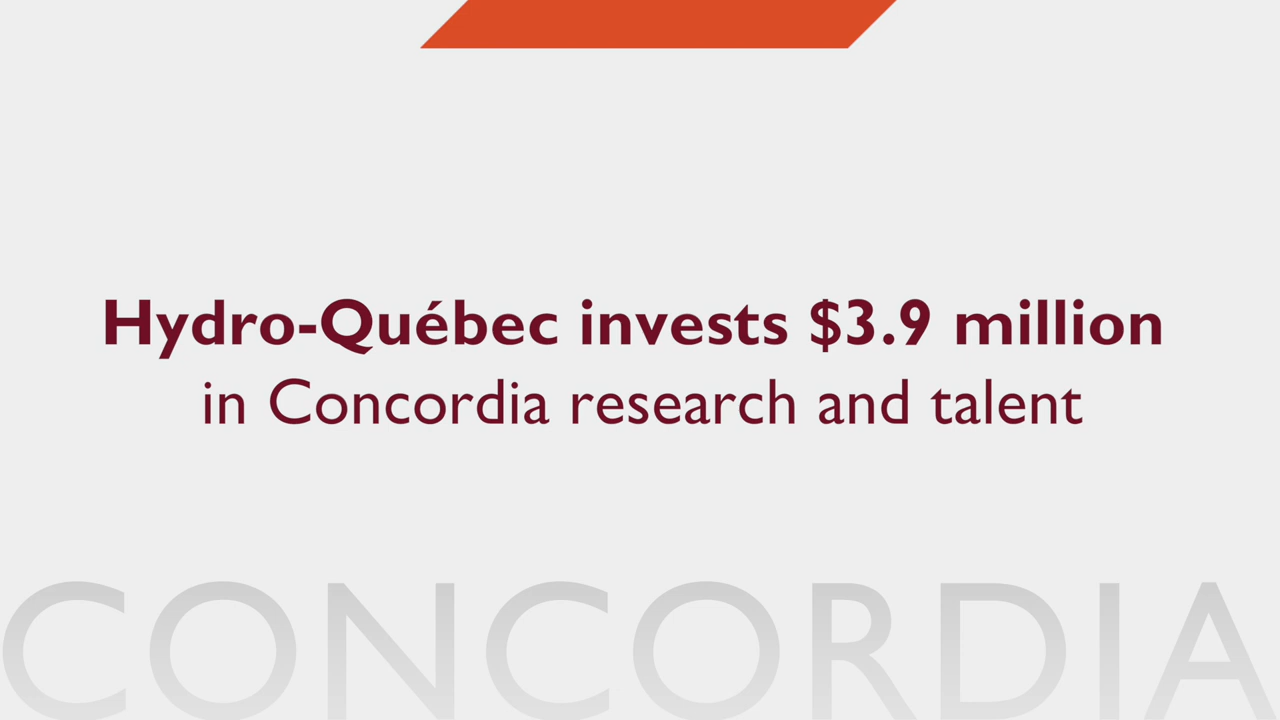 Hydro-Québec invests $3.9 million
in Concordia research and talent
CONCORDIA